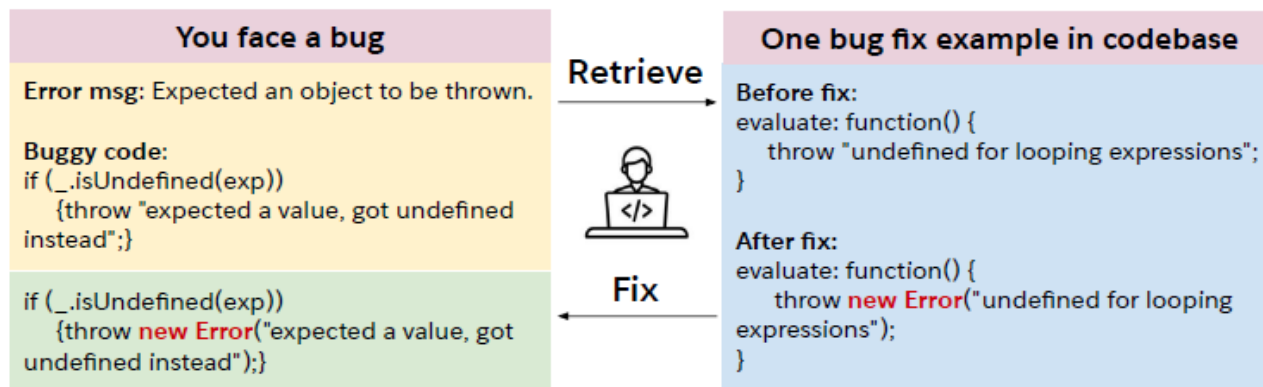 You face a bug
Error msg: Expected an object to be thrown.
Buggy code:
if (_.isUndefined(exp))
{throw "expected a value, got undefined
instead";}
if (_.isUndefined(exp))
{throw new Error("expected a value, got
undefined instead");}
Retrieve
</>
Fix
One bug fix example in codebase
Before fix:
evaluate: function() {
throw "undefined for looping expressions";
}
After fix:
evaluate: function() {
throw new Error("undefined for looping
expressions");
}